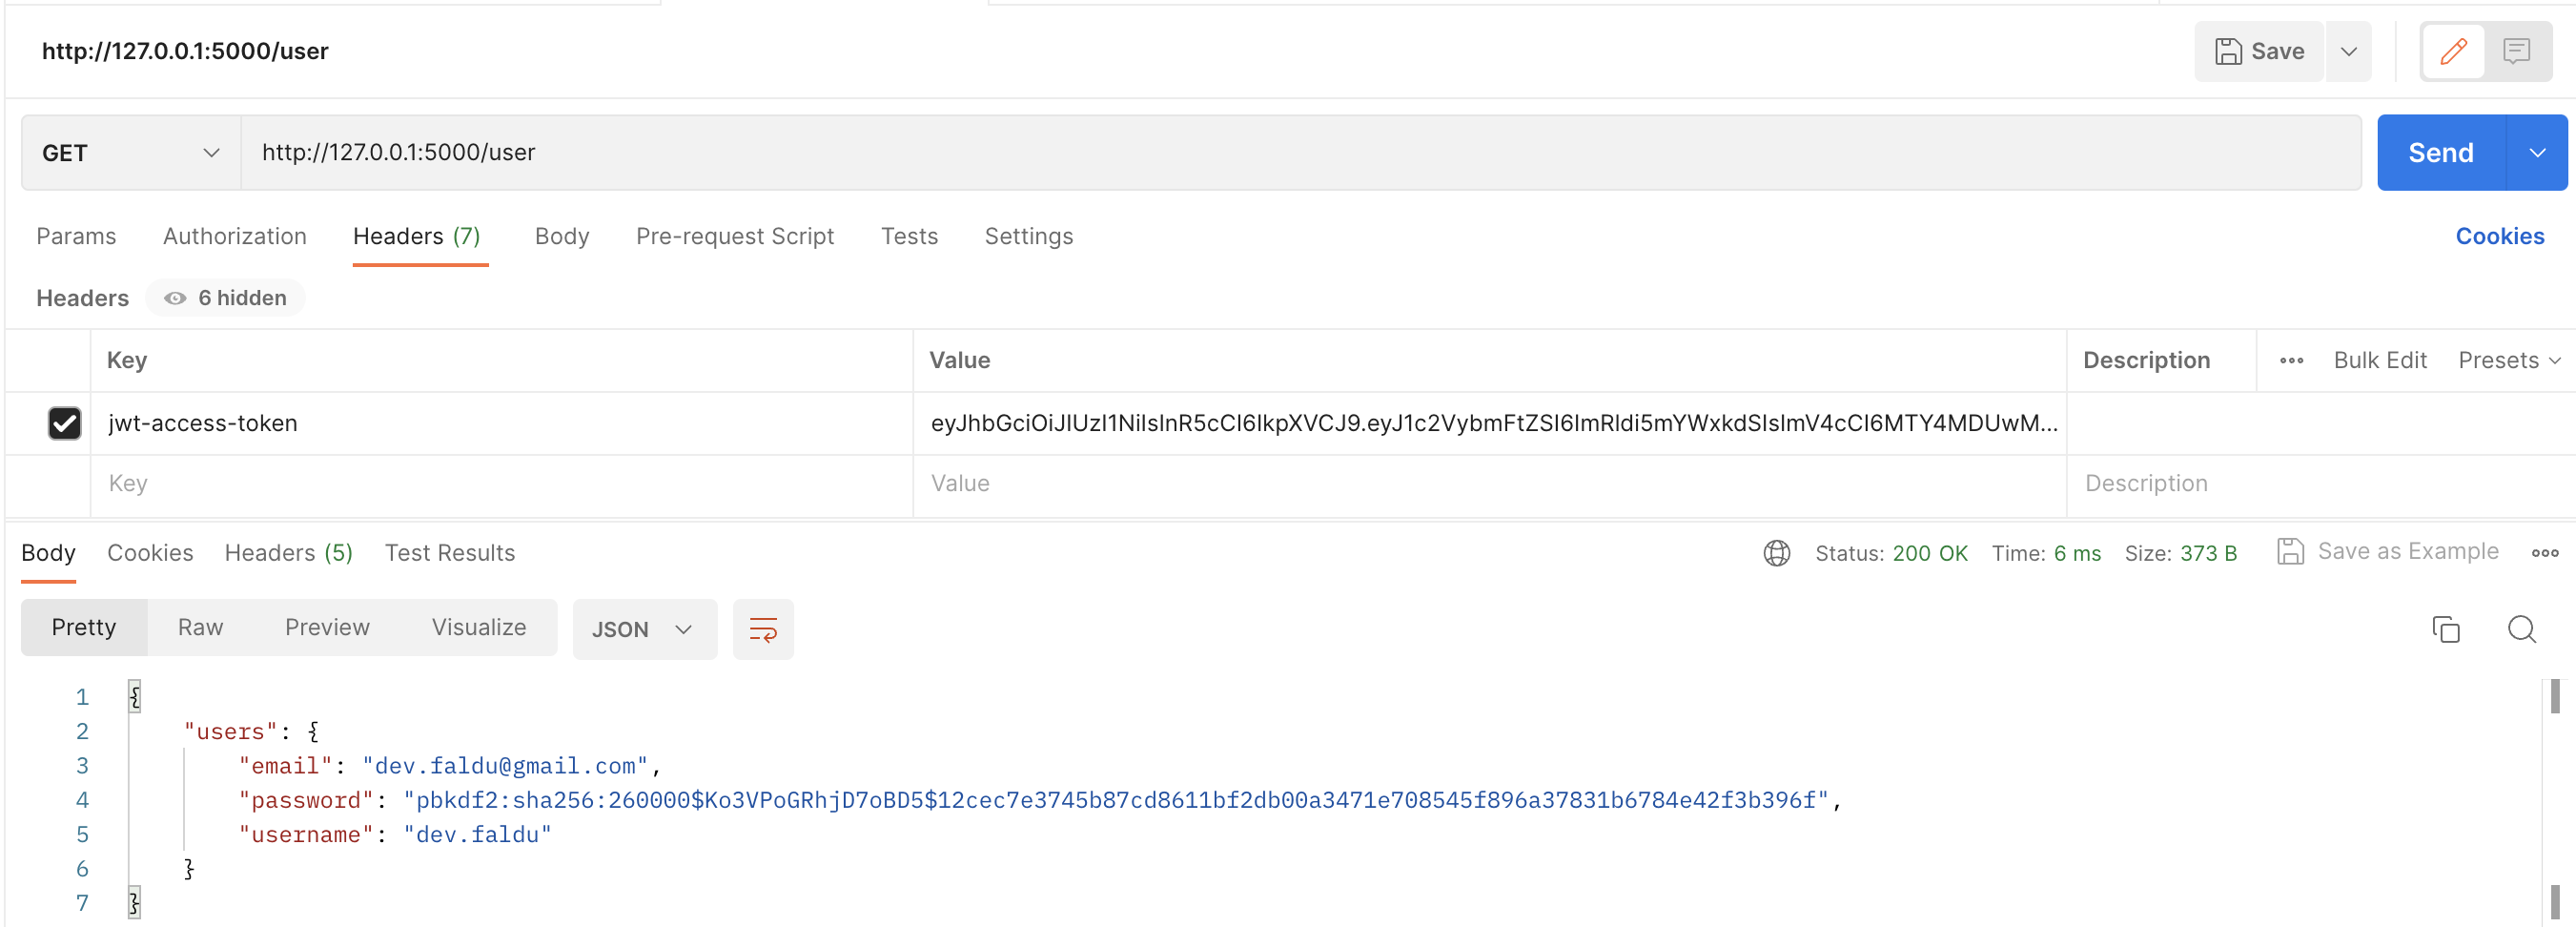 http://127.0.0.1:5000/user
Save
GET http://127.0.0.1:5000/user Send
Params Authorization Headers (7) Body Pre-request Script Tests Settings Cookies
Headers 6 hidden
Key Value Description Bulk Edit Presets
jwt-access-token eyJhbGciOiJIUzI1NiIsInR5cCI6IkpXVCJ9.eyJ1c2VybmFtZSI6ImRldi5mYWxkdSIsImV4cCI6MTY4MDUwM...
Key Value Description
Body Cookies Headers (5) Test Results Status: 200 OK Time: 6 ms Size: 373 B Save as Example
Pretty Raw Preview Visualize JSON
1 {
2 "users": {
3 "email": "dev.faldu@gmail.com",
4 "password": "pbkdf2:sha256:260000$Ko3VPoGRhjD7oBD5$12cec7e3745b87cd8611bf2db00a3471e708545f896a37831b6784e42f3b396f",
5 "username": "dev.faldu"
6 }
7 }